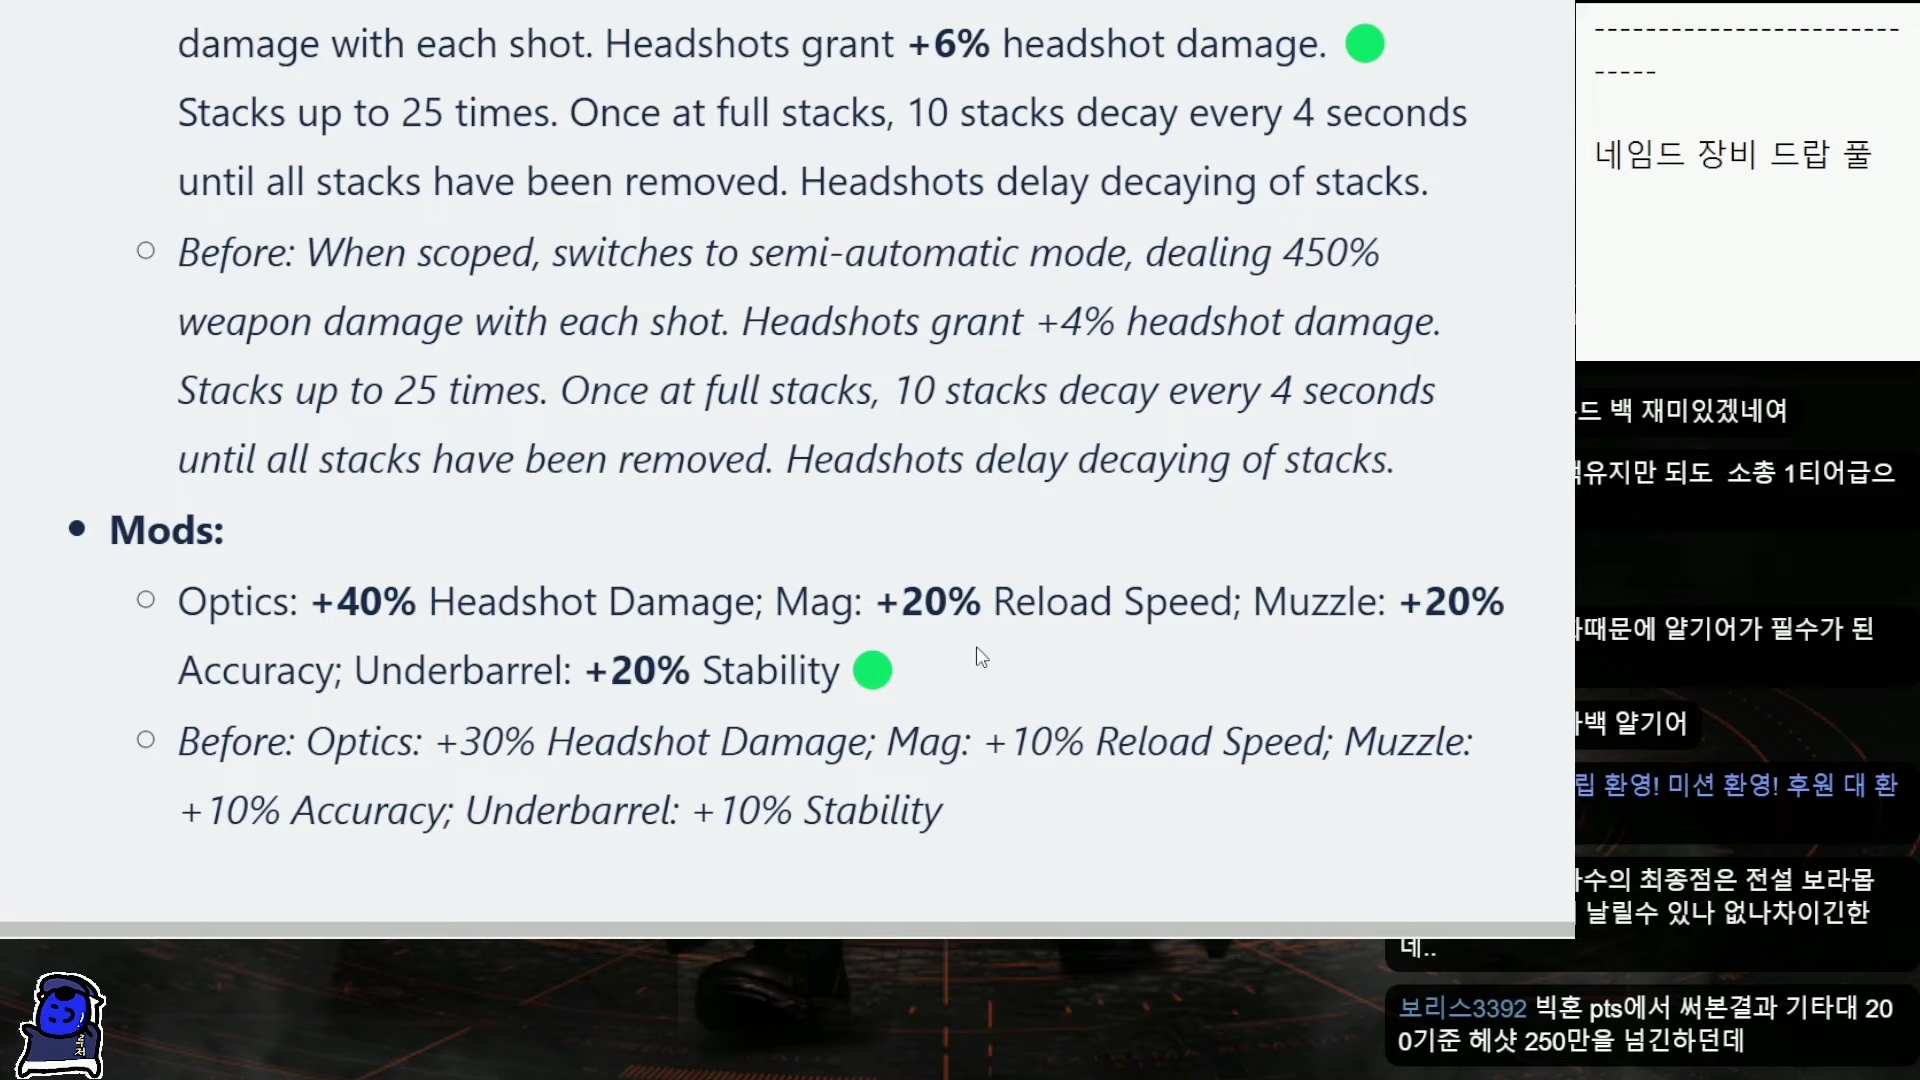 damage with each shot. Headshots grant +6% headshot damage.
Stacks up to 25 times. Once at full stacks, 10 stacks decay every 4 seconds
until all stacks have been removed. Headshots delay decaying of stacks.
Before: When scoped, switches to semi-automatic mode, dealing 450%
weapon damage with each shot. Headshots grant +4% headshot damage.
Stacks up to 25 times. Once at full stacks, 10 stacks decay every 4 seconds
until all stacks have been removed. Headshots delay decaying of stacks.
Mods:
Optics: +40% Headshot Damage; Mag: +20% Reload Speed; Muzzle: +20%
Accuracy; Underbarrel: +20% Stability
Before: Optics: +30% Headshot Damage; Mag: +10% Reload Speed; Muzzle:
+10% Accuracy; Underbarrel: +10% Stability
------------------------
-----
네임드 장비 드랍 풀
백 재미있겠네여
되도 소총 1티어급으
얄기어가 필수가 된
얄기어
환영! 미션 환영! 후원 대 환
최종점은 전설 보라몹
날릴수 있나 없나차이긴한
데..
보리스3392 빅혼 pts에서 써본결과 기타대 20
0기준 헤샷 250만을 넘긴하던데